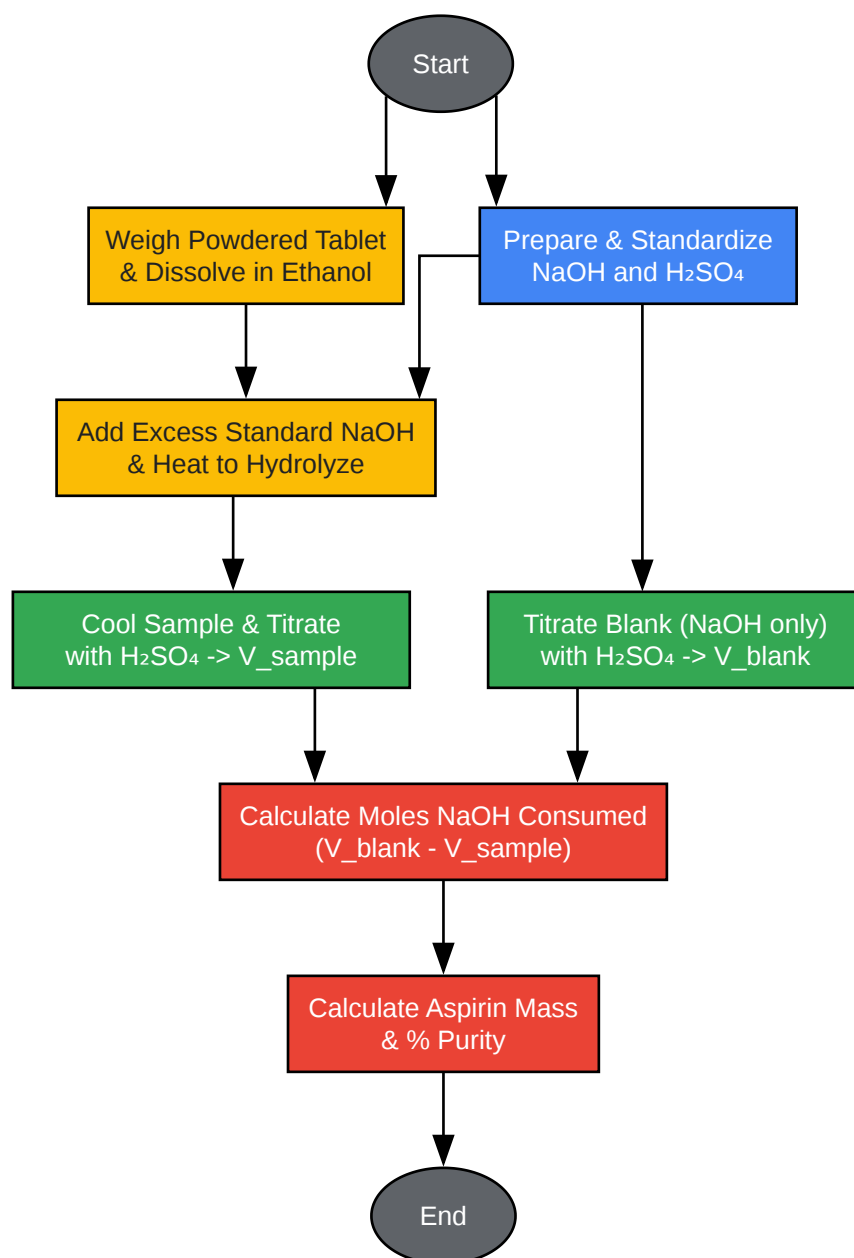 Start
Weigh Powdered Tablet
& Dissolve in Ethanol
Prepare & Standardize
NaOH and H₂SO₄
Add Excess Standard NaOH
& Heat to Hydrolyze
Cool Sample & Titrate
with H₂SO₄ -> V_sample
Titrate Blank (NaOH only)
with H₂SO₄ -> V_blank
Calculate Moles NaOH Consumed
(V_blank - V_sample)
Calculate Aspirin Mass
& % Purity
End